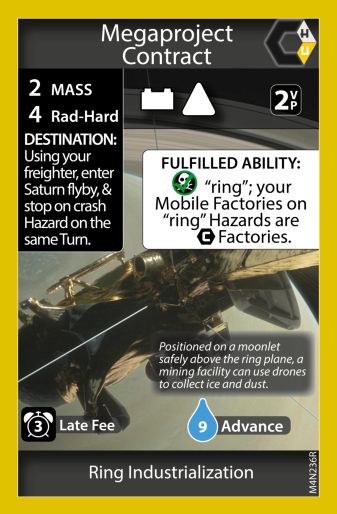 Megaproject
Contract
H
U
2 MASS
4 Rad-Hard
DESTINATION:
Using your
freighter, enter
Saturn flyby, &
stop on crash
Hazard on the
same Turn.
2 VP
FULFILLED ABILITY:
"ring"; your
Mobile Factories on
"ring" Hazards are
C Factories.
Positioned on a moonlet
safely above the ring plane, a
mining facility can use drones
to collect ice and dust.
3 Late Fee
9 Advance
Ring Industrialization
M4N236R